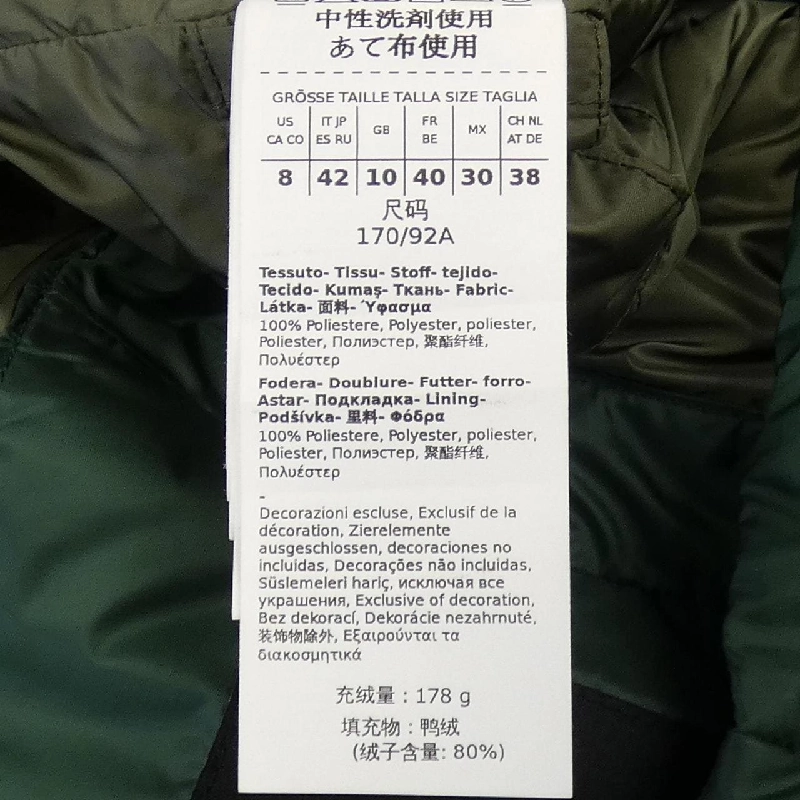 中性洗剤使用
あて布使用
GRÖSSE TAILLE TALLA SIZE TAGLIA
US CA CO | IT JP ES RU | GB | FR BE | MX | CH NL AT DE
8 | 42 | 10 | 40 | 30 | 38
尺码
170/92A
Tessuto- Tissu- Stoff- tejido-
Tecido- Kumaş- Ткань- Fabric-
Látka- 面料- Ύφασμα
100% Poliestere, Polyester, poliester,
Poliester, Полиэстер, 聚酯纤维,
Πολυέστερ
Fodera- Doublure- Futter- forro-
Astar- Подкладка- Lining-
Podšívka- 里料- Φόδρα
100% Poliestere, Polyester, poliester,
Poliester, Полиэстер, 聚酯纤维,
Πολυέστερ
-
Decorazioni escluse, Exclusif de la
décoration, Zierelemente
ausgeschlossen, decoraciones no
incluidas, Decorações não incluidas,
Süslemeleri hariç, исключая все
украшения, Exclusive of decoration,
Bez dekorací, Dekorácie nezahrnuté,
装饰物除外, Εξαιρούνται τα
διακοσμητικά
充绒量：178 g
填充物：鸭绒
(绒子含量: 80%)